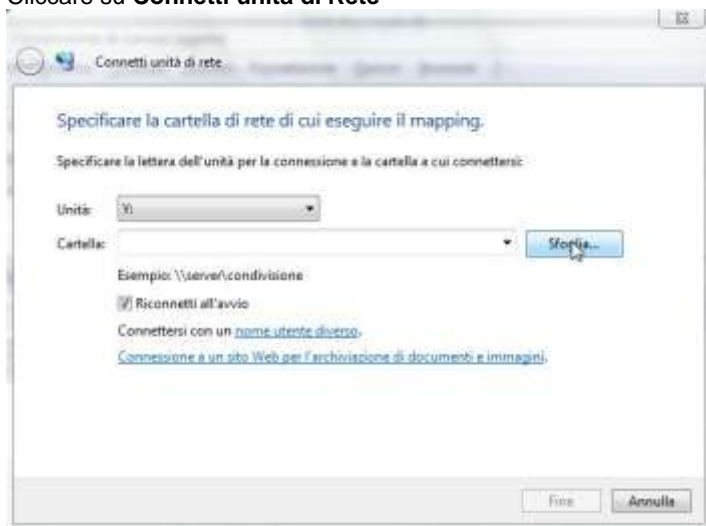 Cliccare su Connetti unità di Rete
Connetti unità di rete
Specificare la cartella di rete di cui eseguire il mapping.
Specificare la lettera dell'unità per la connessione e la cartella a cui connettersi:
Unità: Y:
Cartella: Sfoglia...
Esempio: \\server\condivisione
Riconnetti all'avvio
Connettersi con un nome utente diverso.
Connessione a un sito Web per l'archiviazione di documenti e immagini.
Fine Annulla